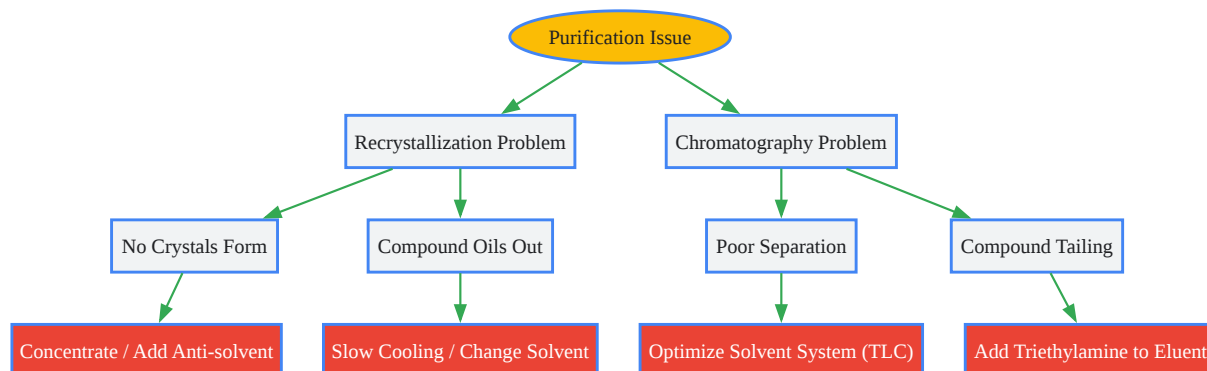 Purification Issue
Recrystallization Problem
Chromatography Problem
No Crystals Form
Compound Oils Out
Poor Separation
Compound Tailing
Concentrate / Add Anti-solvent
Slow Cooling / Change Solvent
Optimize Solvent System (TLC)
Add Triethylamine to Eluent